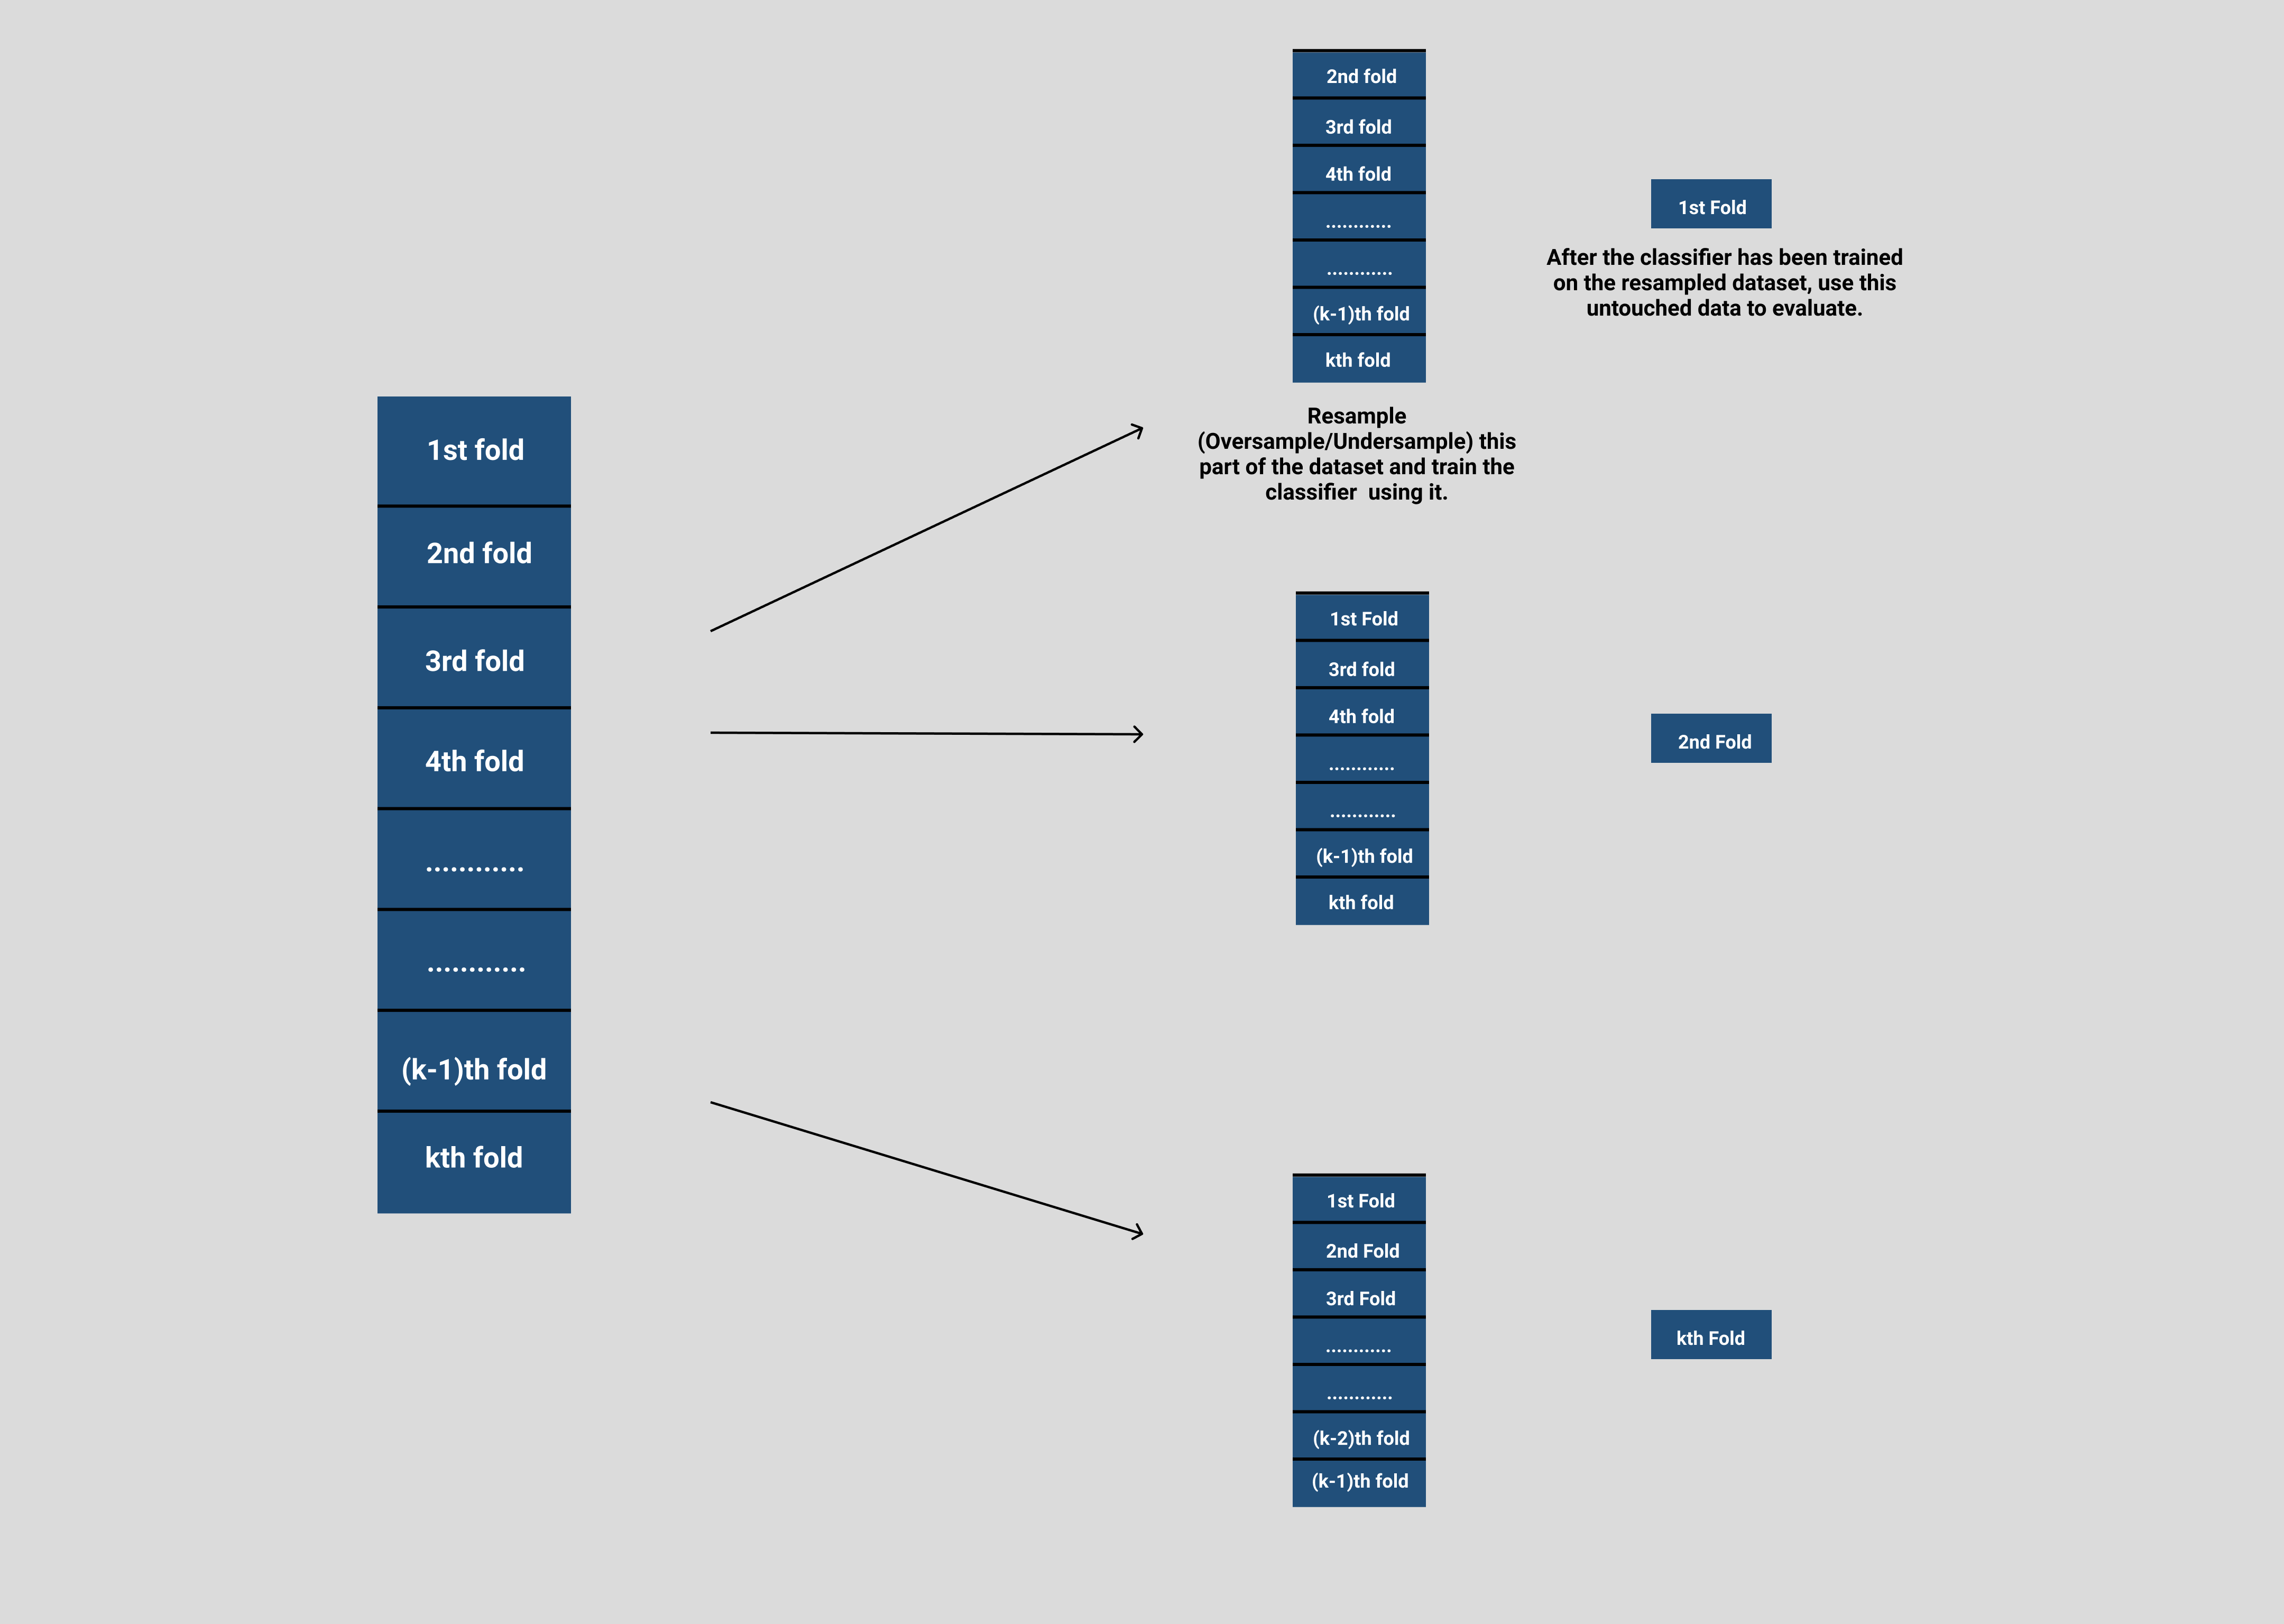 1st fold
2nd fold
3rd fold
4th fold
............
............
(k-1)th fold
kth fold
2nd fold
3rd fold
4th fold
............
............
(k-1)th fold
kth fold
Resample
(Oversample/Undersample) this
part of the dataset and train the
classifier  using it.
1st Fold
After the classifier has been trained
on the resampled dataset, use this
untouched data to evaluate.
1st Fold
3rd fold
4th fold
............
............
(k-1)th fold
kth fold
2nd Fold
1st Fold
2nd Fold
3rd Fold
............
............
(k-2)th fold
(k-1)th fold
kth Fold